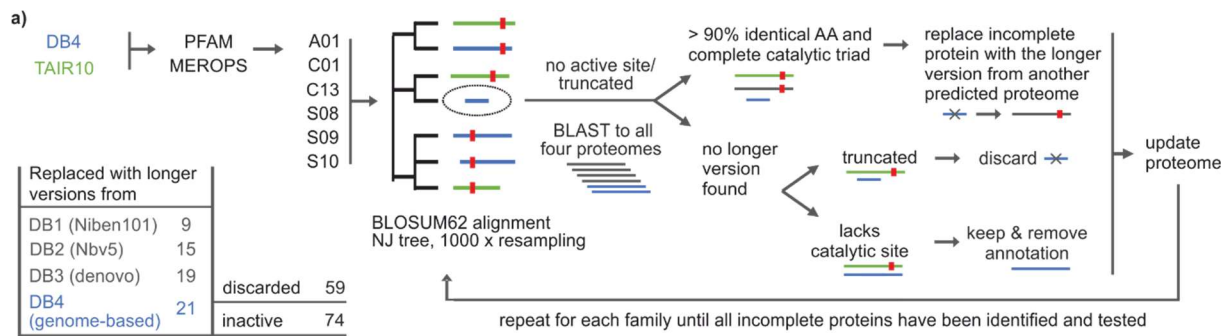 a)
DB4
TAIR10
PFAM
MEROPS
A01
C01
C13
S08
S09
S10
BLOSUM62 alignment
NJ tree, 1000 x resampling
no active site/
truncated
BLAST to all
four proteomes
> 90% identical AA and
complete catalytic triad
replace incomplete
protein with the longer
version from another
predicted proteome
no longer
version
found
truncated
discard
lacks
catalytic site
keep & remove
annotation
update
proteome
repeat for each family until all incomplete proteins have been identified and tested
Replaced with longer
versions from
DB1 (Niben101) 9
DB2 (Nbv5) 15
DB3 (denovo) 19
DB4
(genome-based) 21
discarded 59
inactive 74